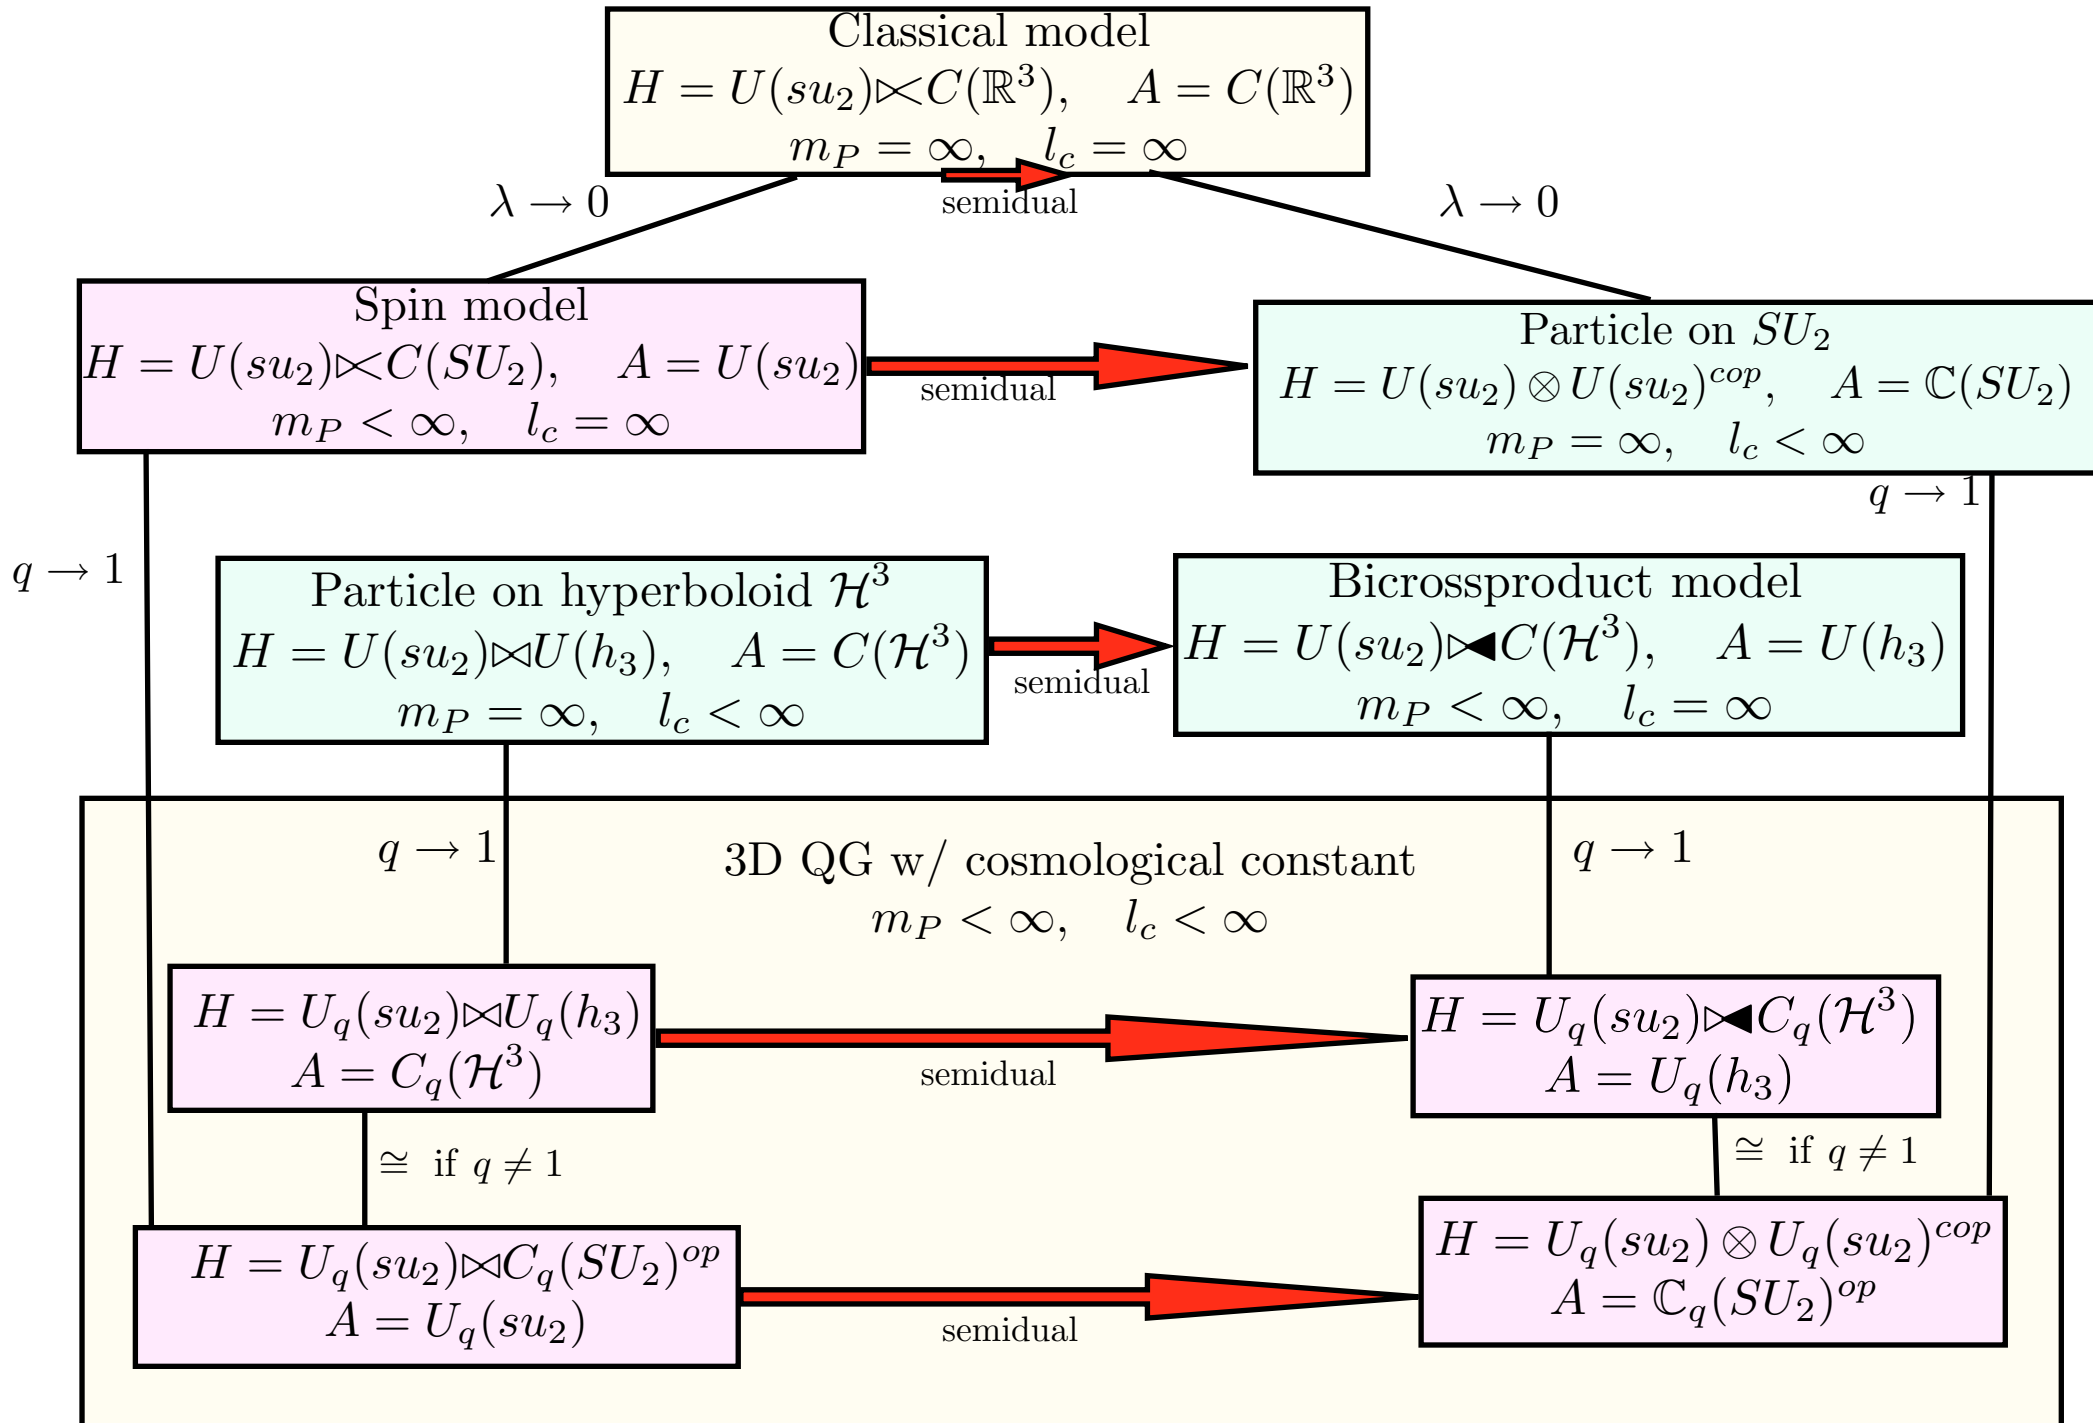 Classical model
H = U(su₂)⋊<C(ℝ³),   A = C(ℝ³)
m_P = ∞,   l_c = ∞
semidual
λ → 0
λ → 0
Spin model
H = U(su₂)⋊<C(SU₂),   A = U(su₂)
m_P < ∞,   l_c = ∞
semidual
Particle on SU₂
H = U(su₂) ⊗ U(su₂)^{cop},   A = ℂ(SU₂)
m_P = ∞,   l_c < ∞
q → 1
q → 1
Particle on hyperboloid ℋ³
H = U(su₂)⋈U(h₃),   A = C(ℋ³)
m_P = ∞,   l_c < ∞
semidual
Bicrossproduct model
H = U(su₂)▷◀C(ℋ³),   A = U(h₃)
m_P < ∞,   l_c = ∞
q → 1
3D QG w/ cosmological constant
m_P < ∞,   l_c < ∞
q → 1
H = U_q(su₂)⋈U_q(h₃)
A = C_q(ℋ³)
semidual
H = U_q(su₂)▷◀C_q(ℋ³)
A = U_q(h₃)
≅ if q ≠ 1
≅ if q ≠ 1
H = U_q(su₂)⋈C_q(SU₂)^{op}
A = U_q(su₂)
semidual
H = U_q(su₂) ⊗ U_q(su₂)^{cop}
A = ℂ_q(SU₂)^{op}